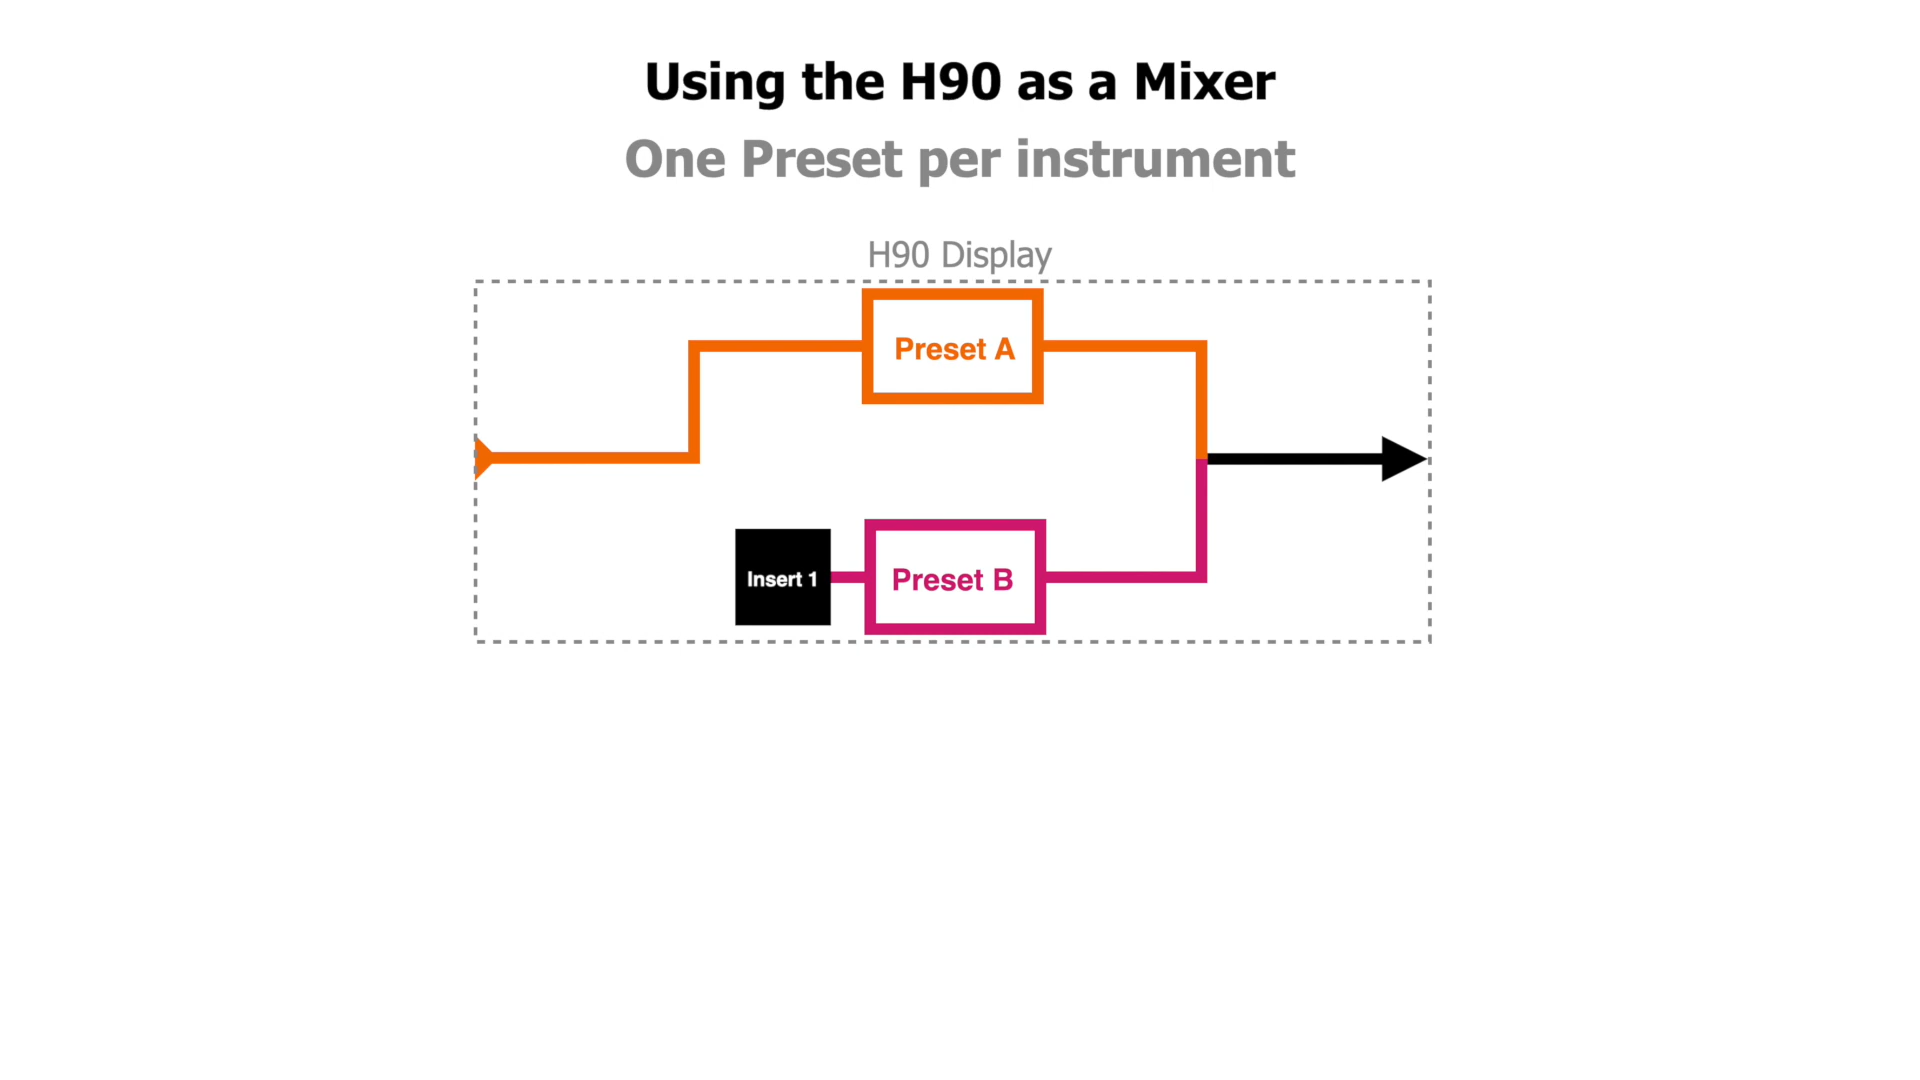 Using the H90 as a Mixer
One Preset per instrument
H90 Display
Preset A
Insert 1
Preset B